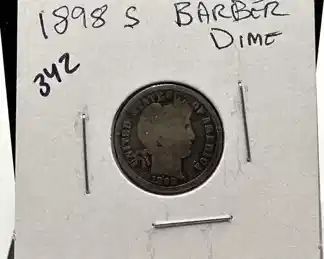 1898 S BARBER
DIME
342
UNITED STATES OF AMERICA